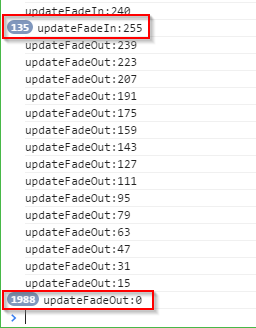 updateFadeIn:240
135 updateFadeIn:255
updateFadeOut:239
updateFadeOut:223
updateFadeOut:207
updateFadeOut:191
updateFadeOut:175
updateFadeOut:159
updateFadeOut:143
updateFadeOut:127
updateFadeOut:111
updateFadeOut:95
updateFadeOut:79
updateFadeOut:63
updateFadeOut:47
updateFadeOut:31
updateFadeOut:15
1988 updateFadeOut:0
>